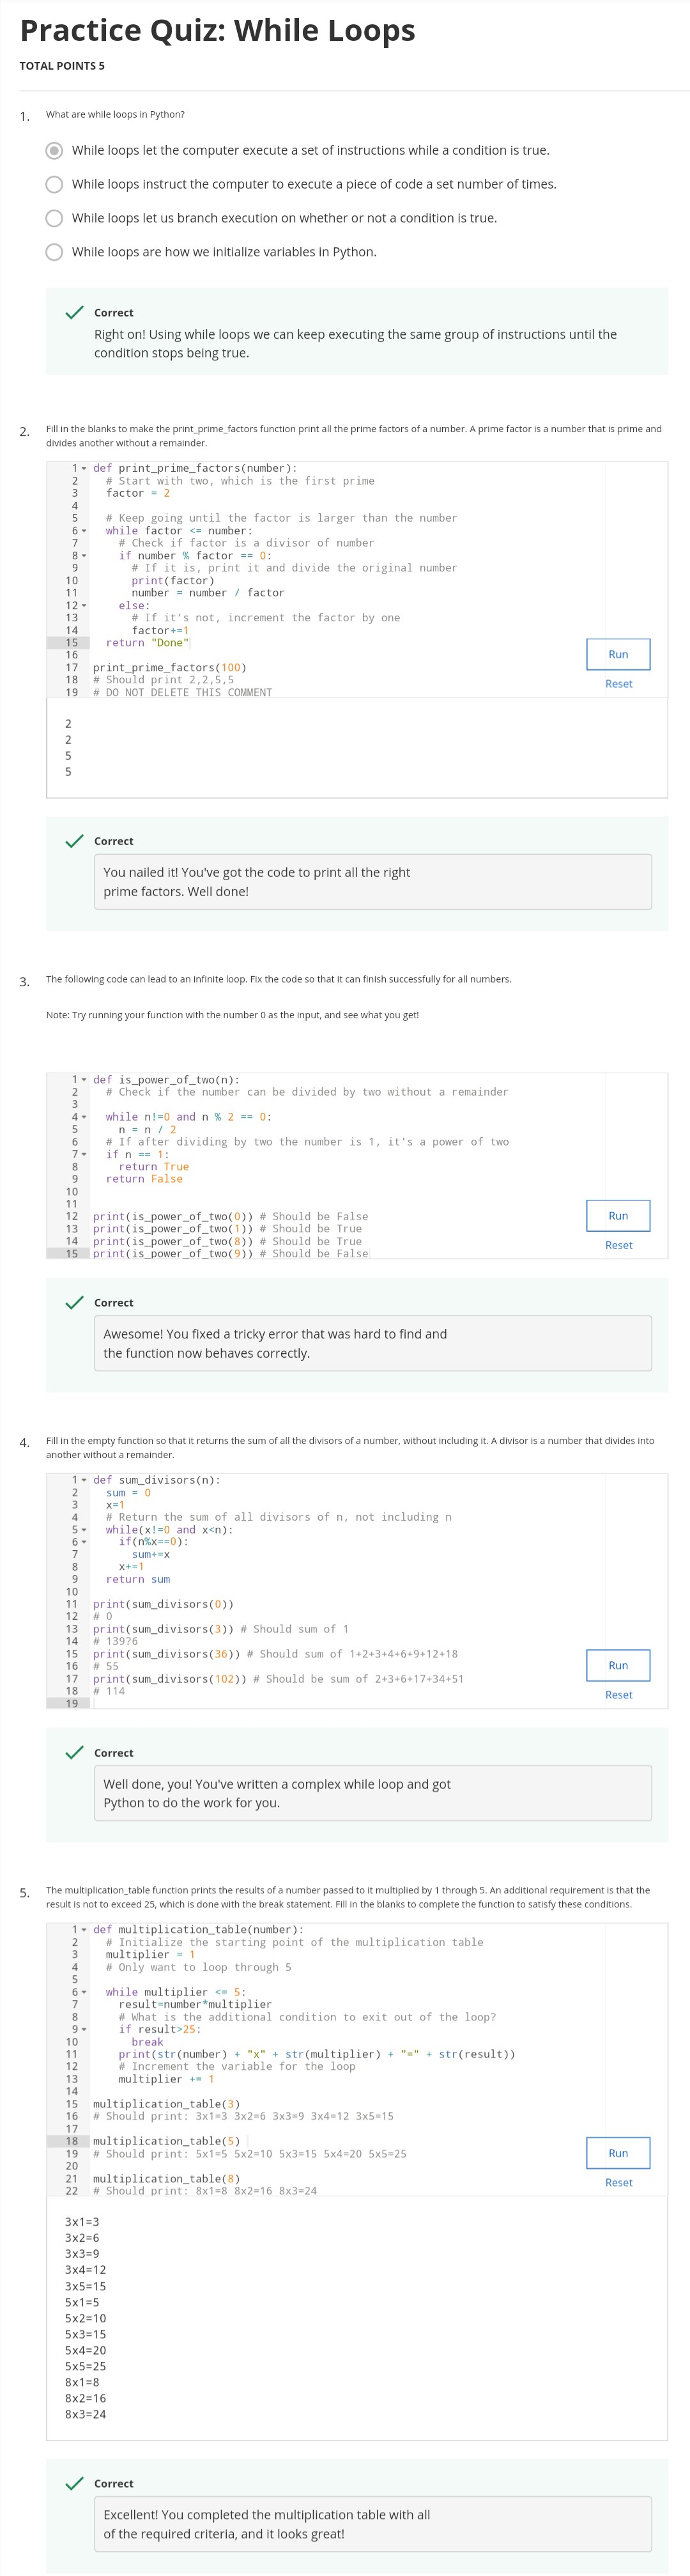 Practice Quiz: While Loops
TOTAL POINTS 5
1.
What are while loops in Python?
While loops let the computer execute a set of instructions while a condition is true.
While loops instruct the computer to execute a piece of code a set number of times.
While loops let us branch execution on whether or not a condition is true.
While loops are how we initialize variables in Python.
Correct
Right on! Using while loops we can keep executing the same group of instructions until the
condition stops being true.
2.
Fill in the blanks to make the print_prime_factors function print all the prime factors of a number. A prime factor is a number that is prime and
divides another without a remainder.
1 def print_prime_factors(number):
2 # Start with two, which is the first prime
3 factor = 2
4
5 # Keep going until the factor is larger than the number
6 while factor <= number:
7 # Check if factor is a divisor of number
8 if number % factor == 0:
9 # If it is, print it and divide the original number
10 print(factor)
11 number = number / factor
12 else:
13 # If it's not, increment the factor by one
14 factor+=1
15 return "Done"
16
17 print_prime_factors(100)
18 # Should print 2,2,5,5
19 # DO NOT DELETE THIS COMMENT
Run
Reset
2
2
5
5
Correct
You nailed it! You've got the code to print all the right
prime factors. Well done!
3.
The following code can lead to an infinite loop. Fix the code so that it can finish successfully for all numbers.
Note: Try running your function with the number 0 as the input, and see what you get!
1 def is_power_of_two(n):
2 # Check if the number can be divided by two without a remainder
3
4 while n!=0 and n % 2 == 0:
5 n = n / 2
6 # If after dividing by two the number is 1, it's a power of two
7 if n == 1:
8 return True
9 return False
10
11
12 print(is_power_of_two(0)) # Should be False
13 print(is_power_of_two(1)) # Should be True
14 print(is_power_of_two(8)) # Should be True
15 print(is_power_of_two(9)) # Should be False
Run
Reset
Correct
Awesome! You fixed a tricky error that was hard to find and
the function now behaves correctly.
4.
Fill in the empty function so that it returns the sum of all the divisors of a number, without including it. A divisor is a number that divides into
another without a remainder.
1 def sum_divisors(n):
2 sum = 0
3 x=1
4 # Return the sum of all divisors of n, not including n
5 while(x!=0 and x<n):
6 if(n%x==0):
7 sum+=x
8 x+=1
9 return sum
10
11 print(sum_divisors(0))
12 # 0
13 print(sum_divisors(3)) # Should sum of 1
14 # 139?6
15 print(sum_divisors(36)) # Should sum of 1+2+3+4+6+9+12+18
16 # 55
17 print(sum_divisors(102)) # Should be sum of 2+3+6+17+34+51
18 # 114
19
Run
Reset
Correct
Well done, you! You've written a complex while loop and got
Python to do the work for you.
5.
The multiplication_table function prints the results of a number passed to it multiplied by 1 through 5. An additional requirement is that the
result is not to exceed 25, which is done with the break statement. Fill in the blanks to complete the function to satisfy these conditions.
1 def multiplication_table(number):
2 # Initialize the starting point of the multiplication table
3 multiplier = 1
4 # Only want to loop through 5
5
6 while multiplier <= 5:
7 result=number*multiplier
8 # What is the additional condition to exit out of the loop?
9 if result>25:
10 break
11 print(str(number) + "x" + str(multiplier) + "=" + str(result))
12 # Increment the variable for the loop
13 multiplier += 1
14
15 multiplication_table(3)
16 # Should print: 3x1=3 3x2=6 3x3=9 3x4=12 3x5=15
17
18 multiplication_table(5)
19 # Should print: 5x1=5 5x2=10 5x3=15 5x4=20 5x5=25
20
21 multiplication_table(8)
22 # Should print: 8x1=8 8x2=16 8x3=24
Run
Reset
3x1=3
3x2=6
3x3=9
3x4=12
3x5=15
5x1=5
5x2=10
5x3=15
5x4=20
5x5=25
8x1=8
8x2=16
8x3=24
Correct
Excellent! You completed the multiplication table with all
of the required criteria, and it looks great!